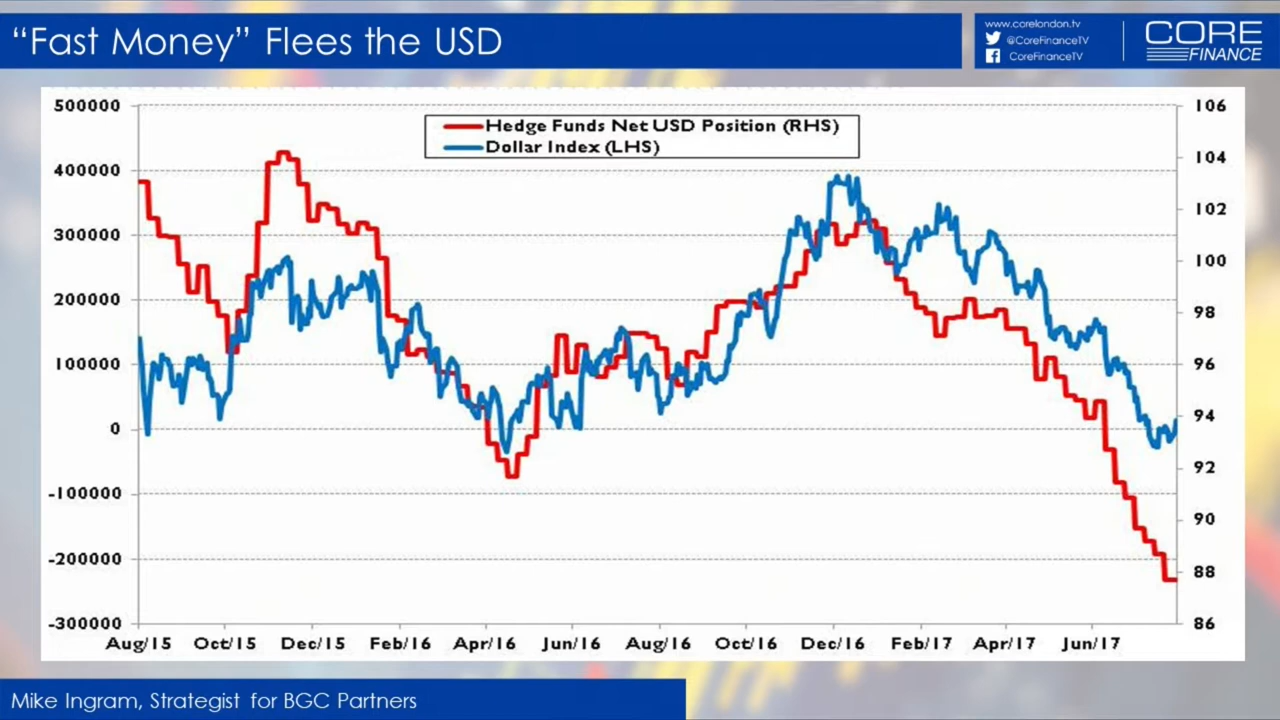 “Fast Money” Flees the USD
www.corelondon.tv
@CoreFinanceTV
CoreFinanceTV
CORE
FINANCE
Hedge Funds Net USD Position (RHS)
Dollar Index (LHS)
500000
400000
300000
200000
100000
0
-100000
-200000
-300000
106
104
102
100
98
96
94
92
90
88
86
Aug/15 Oct/15 Dec/15 Feb/16 Apr/16 Jun/16 Aug/16 Oct/16 Dec/16 Feb/17 Apr/17 Jun/17
Mike Ingram, Strategist for BGC Partners